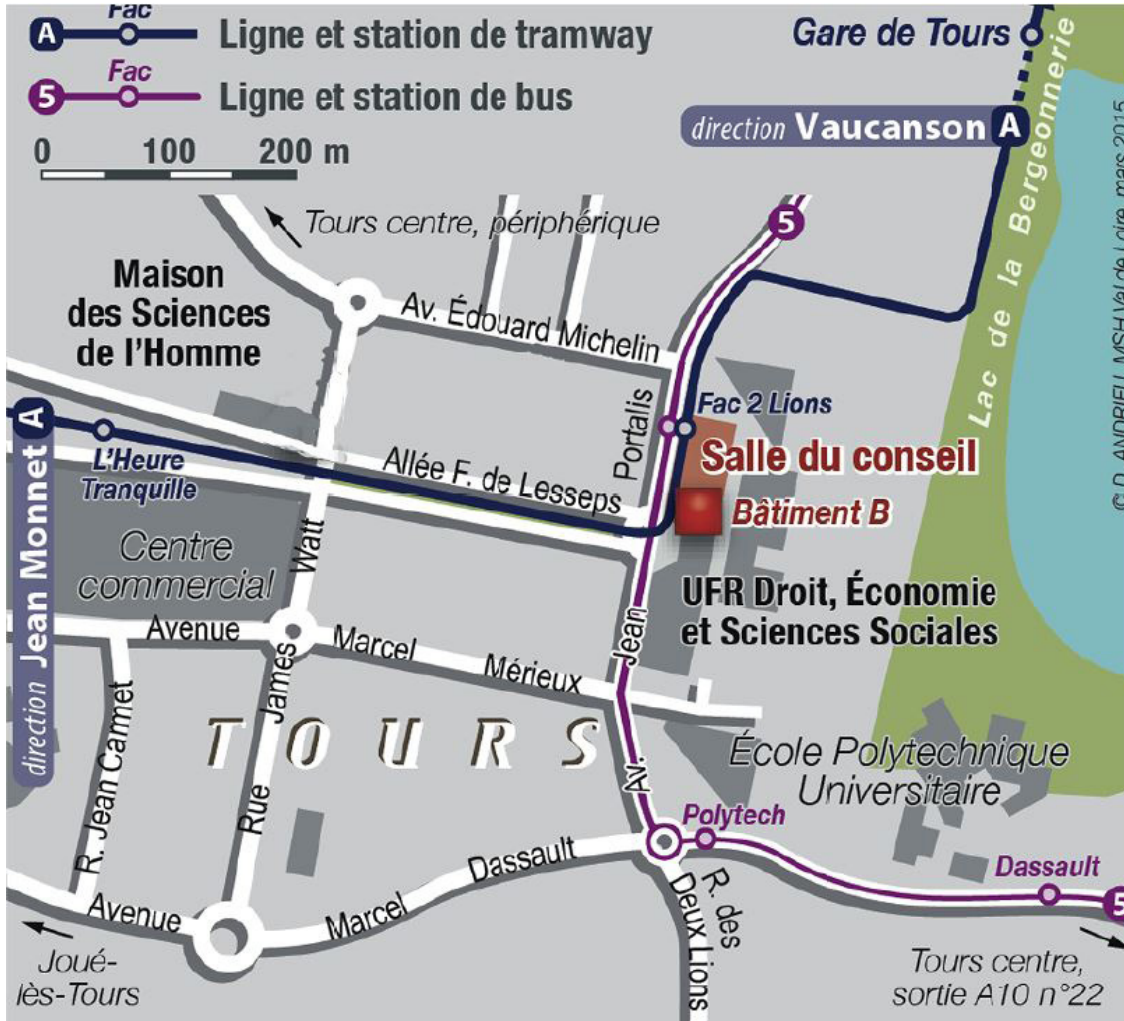 A Fac Ligne et station de tramway
5 Fac Ligne et station de bus
0 100 200 m
Gare de Tours
direction Vaucanson A
Lac de la Bergeonnerie
© D. ANDRIEU, MSH Val de Loire, mars 2015
Tours centre, périphérique
5
Maison
des Sciences
de l'Homme
Av. Édouard Michelin
Fac 2 Lions
Salle du conseil
Bâtiment B
direction Jean Monnet A
L'Heure
Tranquille
Allée F. de Lesseps
Av. Jean Portalis
Centre
commercial
Rue James Watt
UFR Droit, Économie
et Sciences Sociales
Avenue Marcel Mérieux
R. Jean Carmet
TOURS
École Polytechnique
Universitaire
Polytech
Dassault
5
Avenue Marcel Dassault
R. des
Deux Lions
Joué-
lès-Tours
Tours centre,
sortie A10 n°22